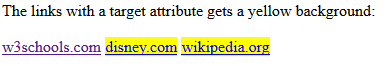 The links with a target attribute gets a yellow background:
w3schools.com disney.com wikipedia.org